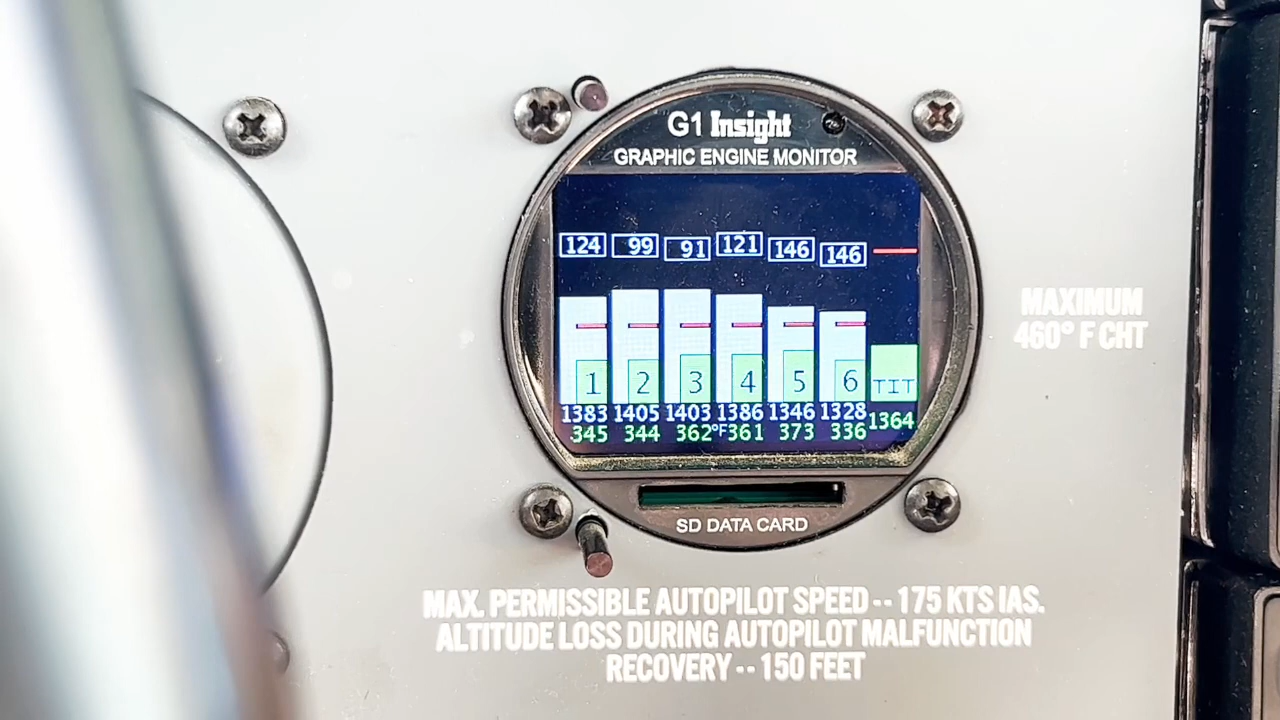 G1 Insight
GRAPHIC ENGINE MONITOR
124 99 91 121 146 146
1 2 3 4 5 6 TIT
1383 1405 1403 1386 1346 1328 1364
345 344 362°F361 373 336
MAXIMUM
460° F CHT
SD DATA CARD
MAX. PERMISSIBLE AUTOPILOT SPEED -- 175 KTS IAS.
ALTITUDE LOSS DURING AUTOPILOT MALFUNCTION
RECOVERY -- 150 FEET